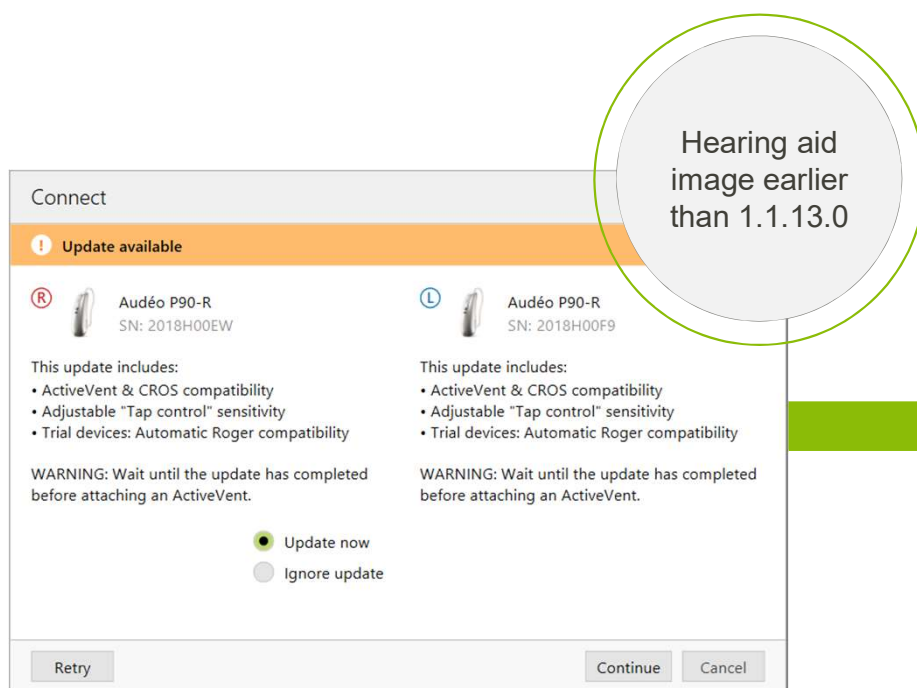 Hearing aid
image earlier
than 1.1.13.0
Connect
! Update available
R
Audéo P90-R
SN: 2018H00EW
This update includes:
• ActiveVent & CROS compatibility
• Adjustable "Tap control" sensitivity
• Trial devices: Automatic Roger compatibility
WARNING: Wait until the update has completed
before attaching an ActiveVent.
L
Audéo P90-R
SN: 2018H00F9
This update includes:
• ActiveVent & CROS compatibility
• Adjustable "Tap control" sensitivity
• Trial devices: Automatic Roger compatibility
WARNING: Wait until the update has completed
before attaching an ActiveVent.
Update now
Ignore update
Retry
Continue
Cancel